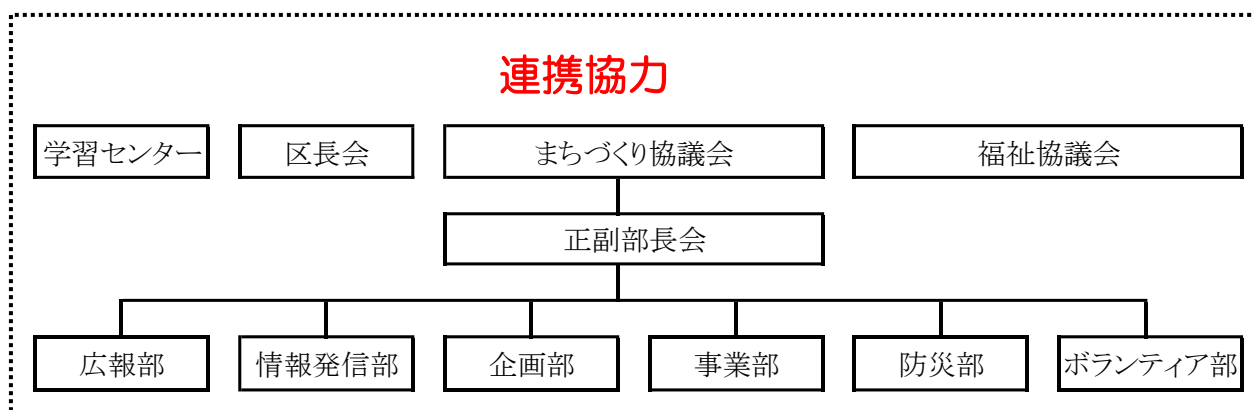 連携協力
学習センター 区長会 まちづくり協議会 福祉協議会
正副部長会
広報部 情報発信部 企画部 事業部 防災部 ボランティア部